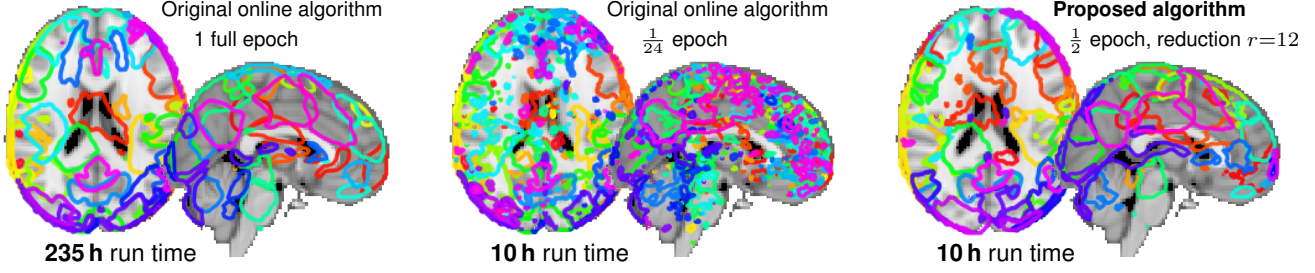 Original online algorithm
1 full epoch
235 h run time
Original online algorithm
1/24 epoch
10 h run time
Proposed algorithm
1/2 epoch, reduction r=12
10 h run time